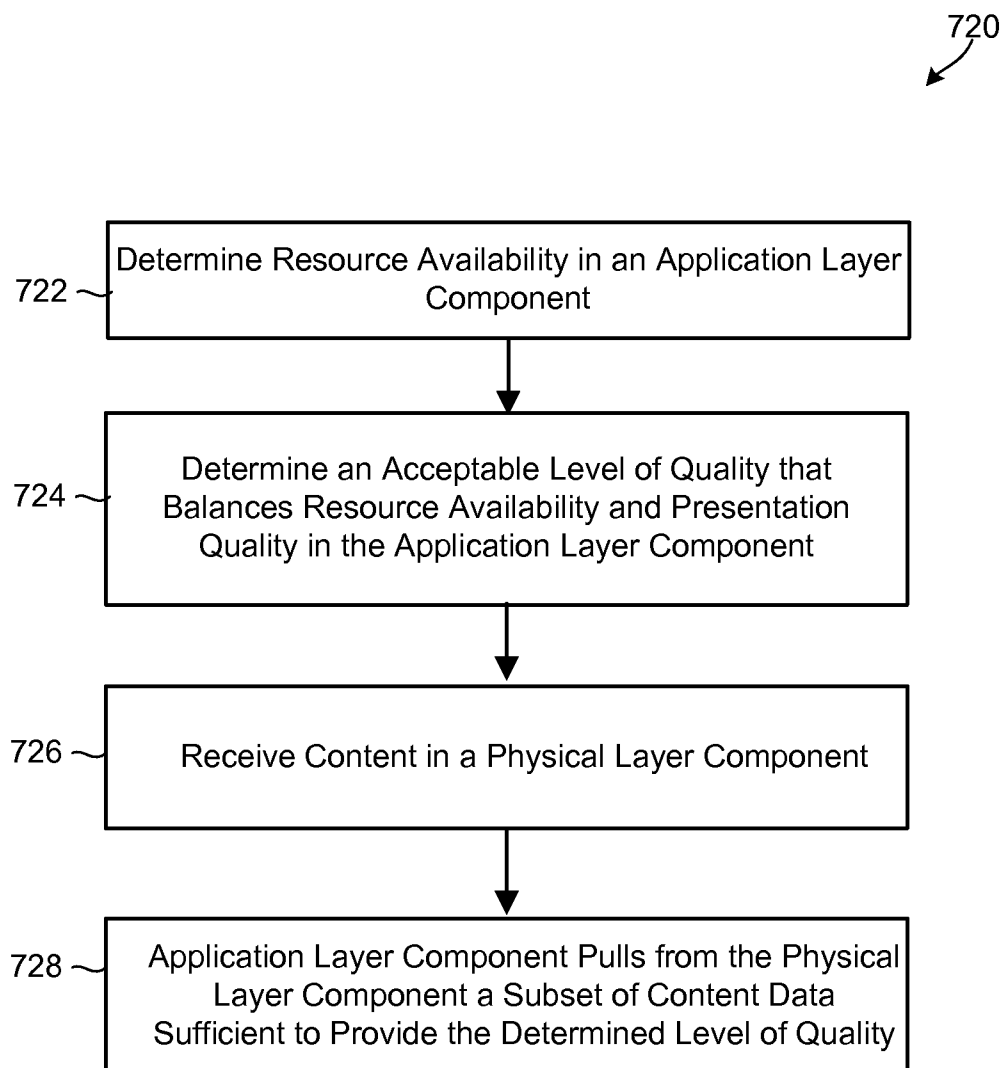 720
722
Determine Resource Availability in an Application Layer
Component
724
Determine an Acceptable Level of Quality that
Balances Resource Availability and Presentation
Quality in the Application Layer Component
726
Receive Content in a Physical Layer Component
728
Application Layer Component Pulls from the Physical
Layer Component a Subset of Content Data
Sufficient to Provide the Determined Level of Quality